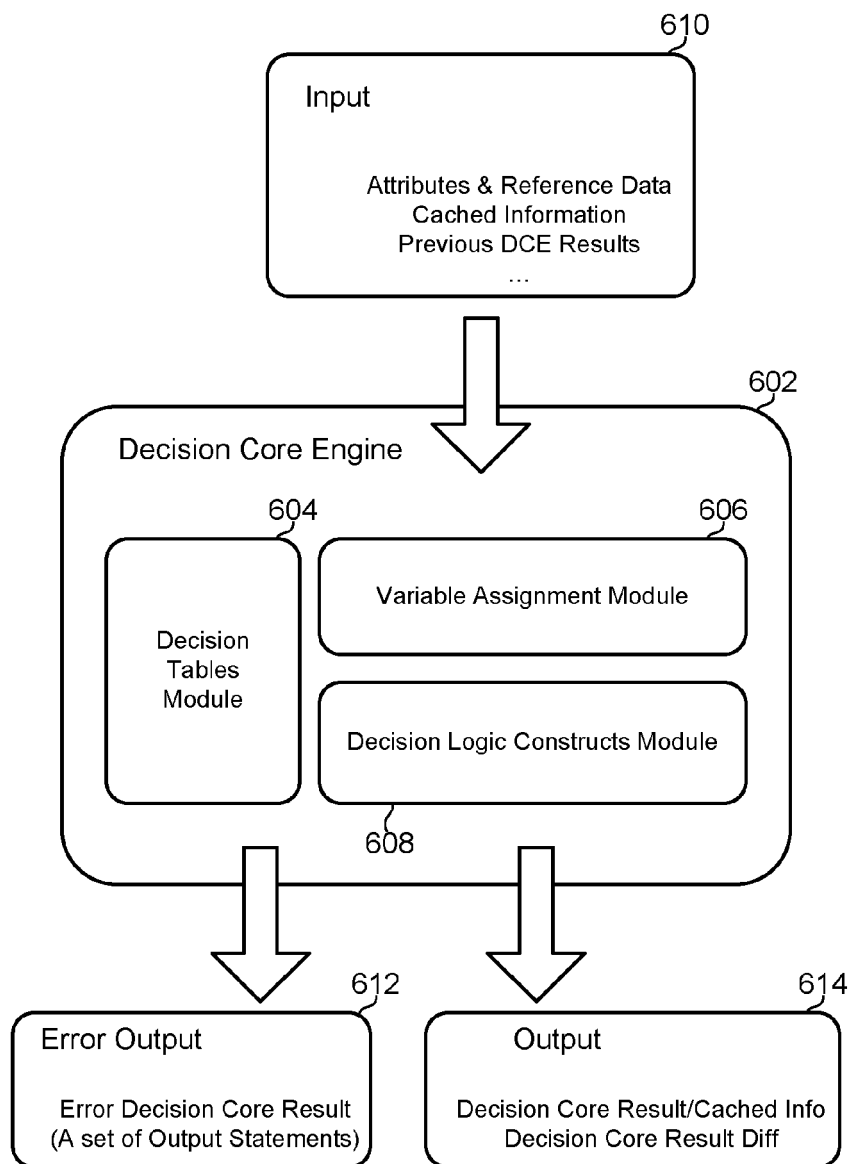 610
Input
Attributes & Reference Data
Cached Information
Previous DCE Results
...
602
Decision Core Engine
604
606
Decision
Tables
Module
Variable Assignment Module
Decision Logic Constructs Module
608
612
614
Error Output
Error Decision Core Result
(A set of Output Statements)
Output
Decision Core Result/Cached Info
Decision Core Result Diff